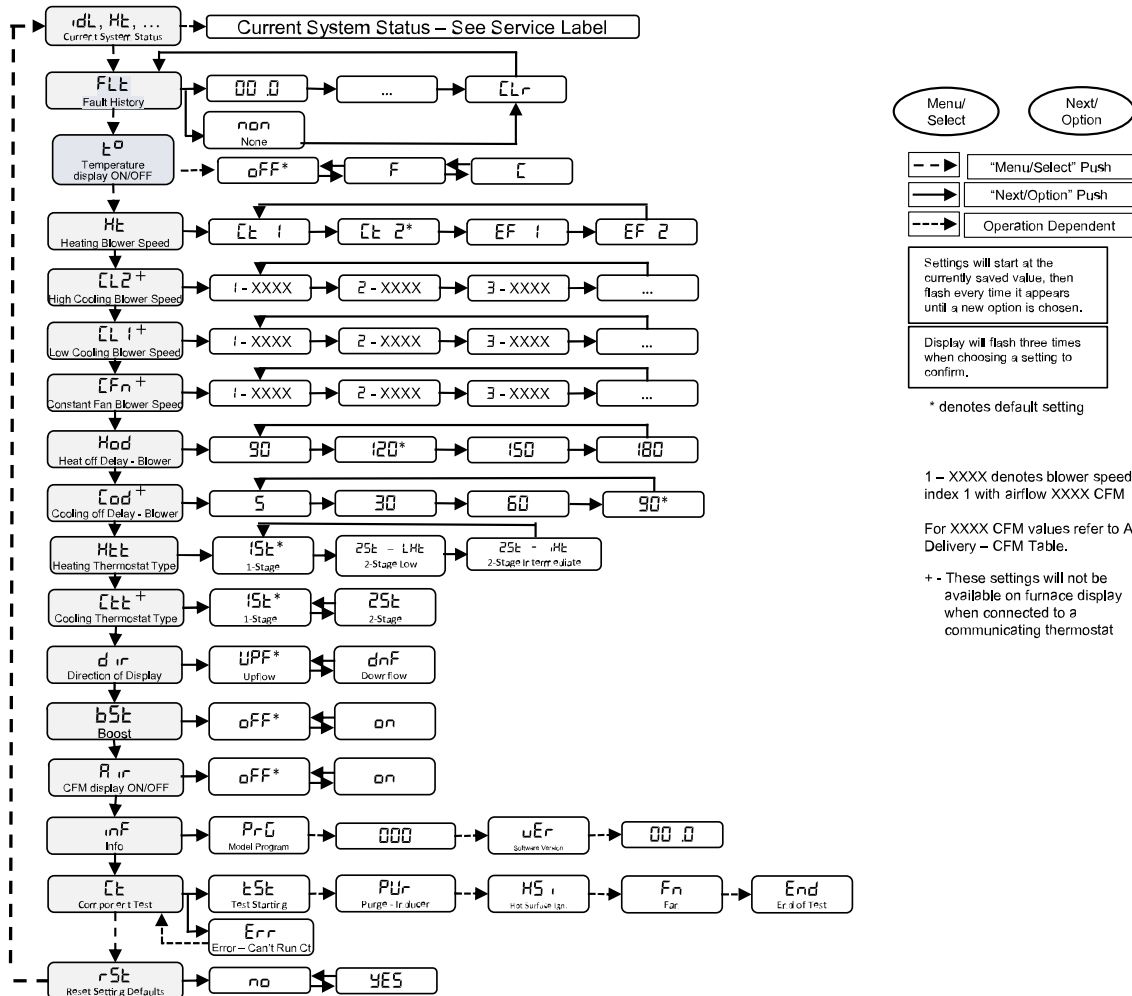 idL, Ht, ...
Current System Status
Current System Status – See Service Label
FLt
Fault History
00.0
...
CLr
non
None
t°
Temperature
display ON/OFF
oFF*
F
C
Ht
Heating Blower Speed
Ct 1
Ct 2*
EF 1
EF 2
CL2+
High Cooling Blower Speed
1 - XXXX
2 - XXXX
3 - XXXX
...
CL1+
Low Cooling Blower Speed
1 - XXXX
2 - XXXX
3 - XXXX
...
CFn+
Constant Fan Blower Speed
1 - XXXX
2 - XXXX
3 - XXXX
...
Hod
Heat off Delay - Blower
90
120*
150
180
Cod+
Cooling off Delay - Blower
5
30
60
90*
Htt
Heating Thermostat Type
1St*
1-Stage
2St - LHt
2-Stage Low
2St - iHt
2-Stage Intermediate
Ctt+
Cooling Thermostat Type
1St*
1-Stage
2St
2-Stage
dir
Direction of Display
UPF*
Upflow
dnF
Downflow
bSt
Boost
oFF*
on
Air
CFM display ON/OFF
oFF*
on
inF
Info
PrG
Model Program
000
uEr
Software Version
00.0
Ct
Component Test
tSt
Test Starting
PUr
Purge - Inducer
HSi
Hot Surface Ign.
Fn
Fan
End
End of Test
Err
Error – Can't Run Ct
rSt
Reset Setting Defaults
no
YES
Menu/
Select
Next/
Option
"Menu/Select" Push
"Next/Option" Push
Operation Dependent
Settings will start at the
currently saved value, then
flash every time it appears
until a new option is chosen.
Display will flash three times
when choosing a setting to
confirm.
* denotes default setting
1 – XXXX denotes blower speed
index 1 with airflow XXXX CFM
For XXXX CFM values refer to A
Delivery – CFM Table.
+ - These settings will not be
available on furnace display
when connected to a
communicating thermostat